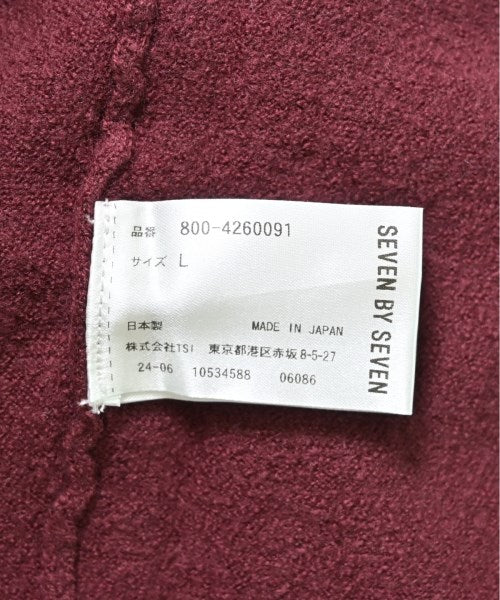 品番 800-4260091
サイズ L
日本製 MADE IN JAPAN
株式会社TSI 東京都港区赤坂8-5-27
24-06 10534588 06086
SEVEN BY SEVEN